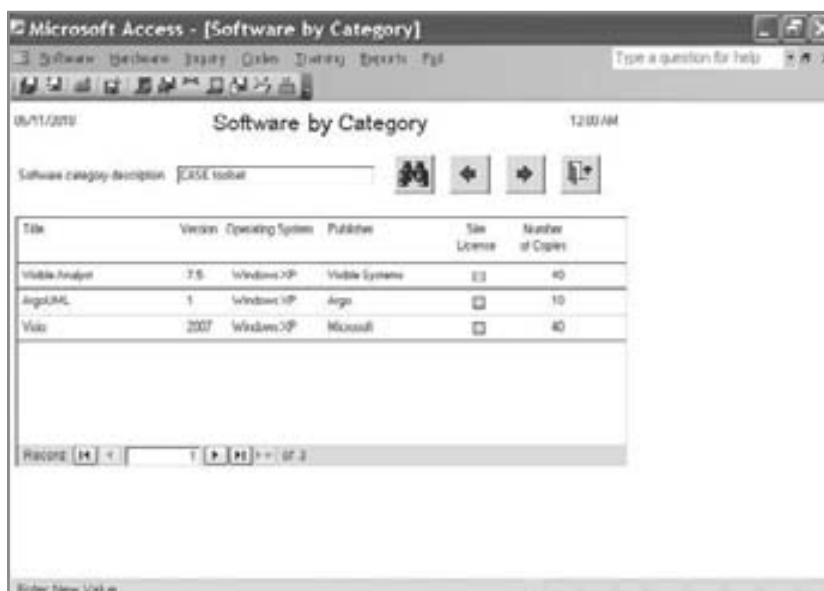 Microsoft Access - [Software by Category]
Software Hardware Inquiry Codes Training Reports Exit
Type a question for help
06/11/2010
Software by Category
12:00 AM
Software category description CASE toolset
Title Version Operating System Publisher Site License Number of Copies
Visible Analyst 7.5 Windows XP Visible Systems 40
ArgoUML 1 Windows XP Argo 10
Visio 2007 Windows XP Microsoft 40
Record: 1 of 3
Enter New Value